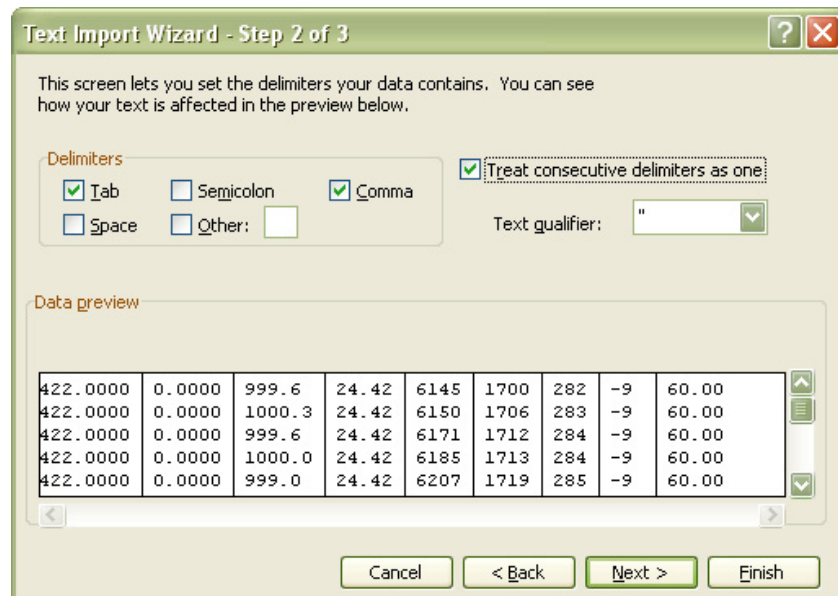 Text Import Wizard - Step 2 of 3
This screen lets you set the delimiters your data contains. You can see
how your text is affected in the preview below.
Delimiters
Tab Semicolon Comma
Space Other:
Treat consecutive delimiters as one
Text qualifier: "
Data preview
422.0000 0.0000 999.6 24.42 6145 1700 282 -9 60.00
422.0000 0.0000 1000.3 24.42 6150 1706 283 -9 60.00
422.0000 0.0000 999.6 24.42 6171 1712 284 -9 60.00
422.0000 0.0000 1000.0 24.42 6185 1713 284 -9 60.00
422.0000 0.0000 999.0 24.42 6207 1719 285 -9 60.00
Cancel < Back Next > Finish